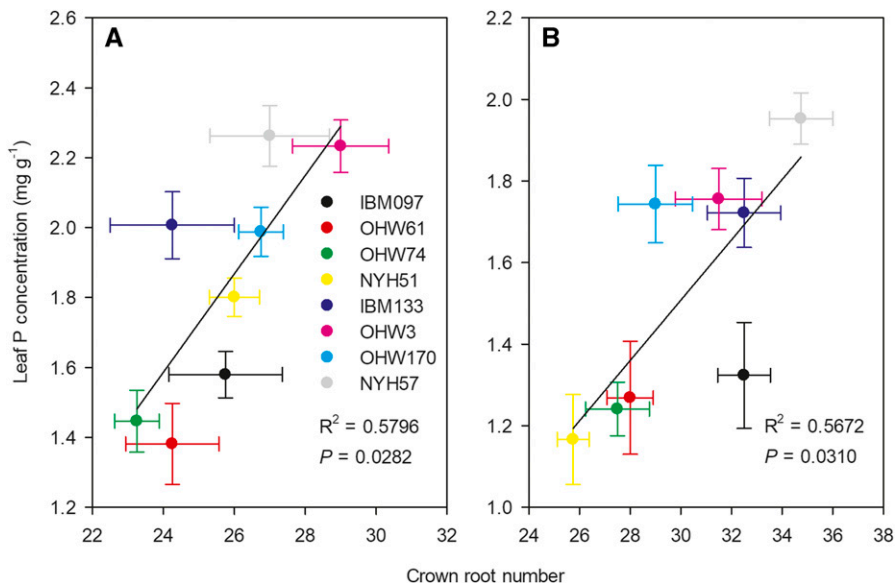 A
B
Leaf P concentration (mg g⁻¹)
2.6
2.4
2.2
2.0
1.8
1.6
1.4
1.2
22 24 26 28 30 32
IBM097
OHW61
OHW74
NYH51
IBM133
OHW3
OHW170
NYH57
R² = 0.5796
P = 0.0282
2.2
2.0
1.8
1.6
1.4
1.2
1.0
24 26 28 30 32 34 36 38
R² = 0.5672
P = 0.0310
Crown root number